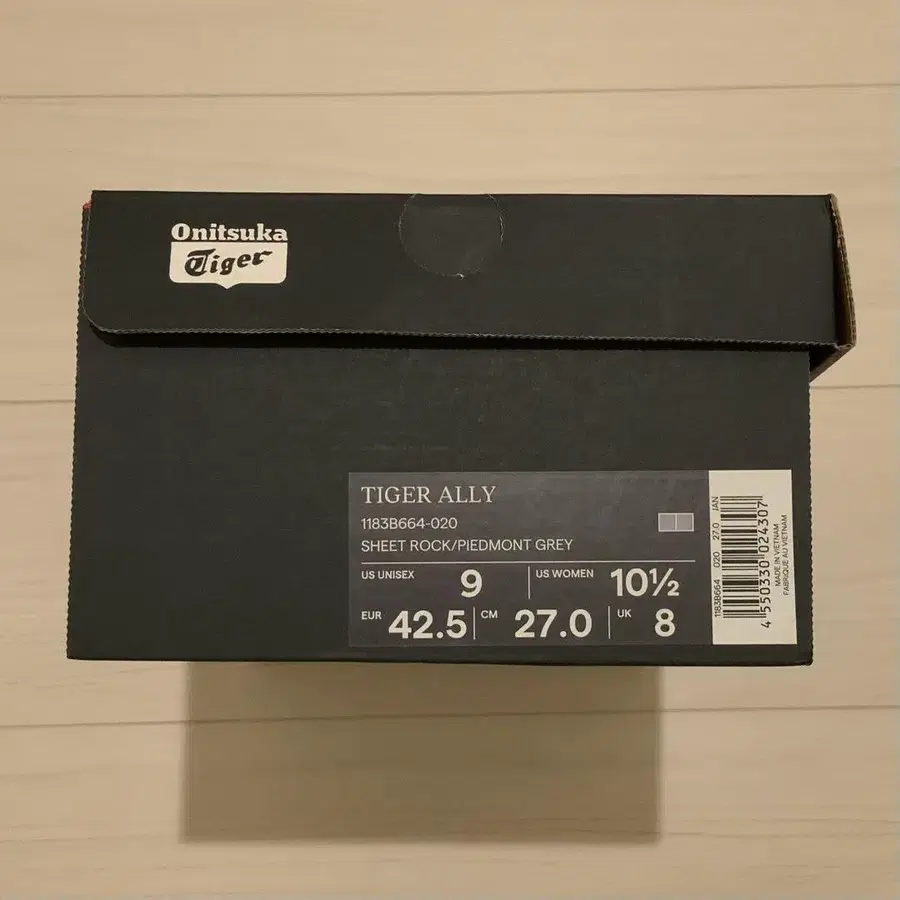 Onitsuka
Tiger
TIGER ALLY
1183B664-020
SHEET ROCK/PIEDMONT GREY
US UNISEX 9 US WOMEN 10½
EUR 42.5 CM 27.0 UK 8
1183B664 020 27.0 JAN
4 550330 024307
MADE IN VIETNAM
FABRIQUÉ AU VIETNAM